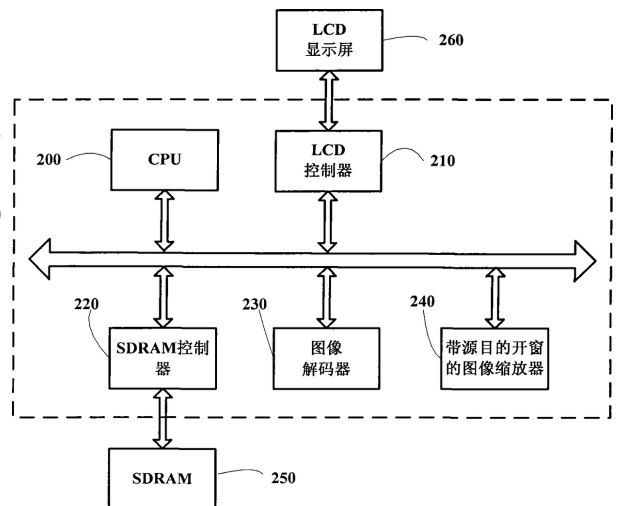 LCD
显示屏
260
200
CPU
LCD
控制器
210
220
230
240
SDRAM控制
器
图像
解码器
带源目的开窗
的图像缩放器
SDRAM
250